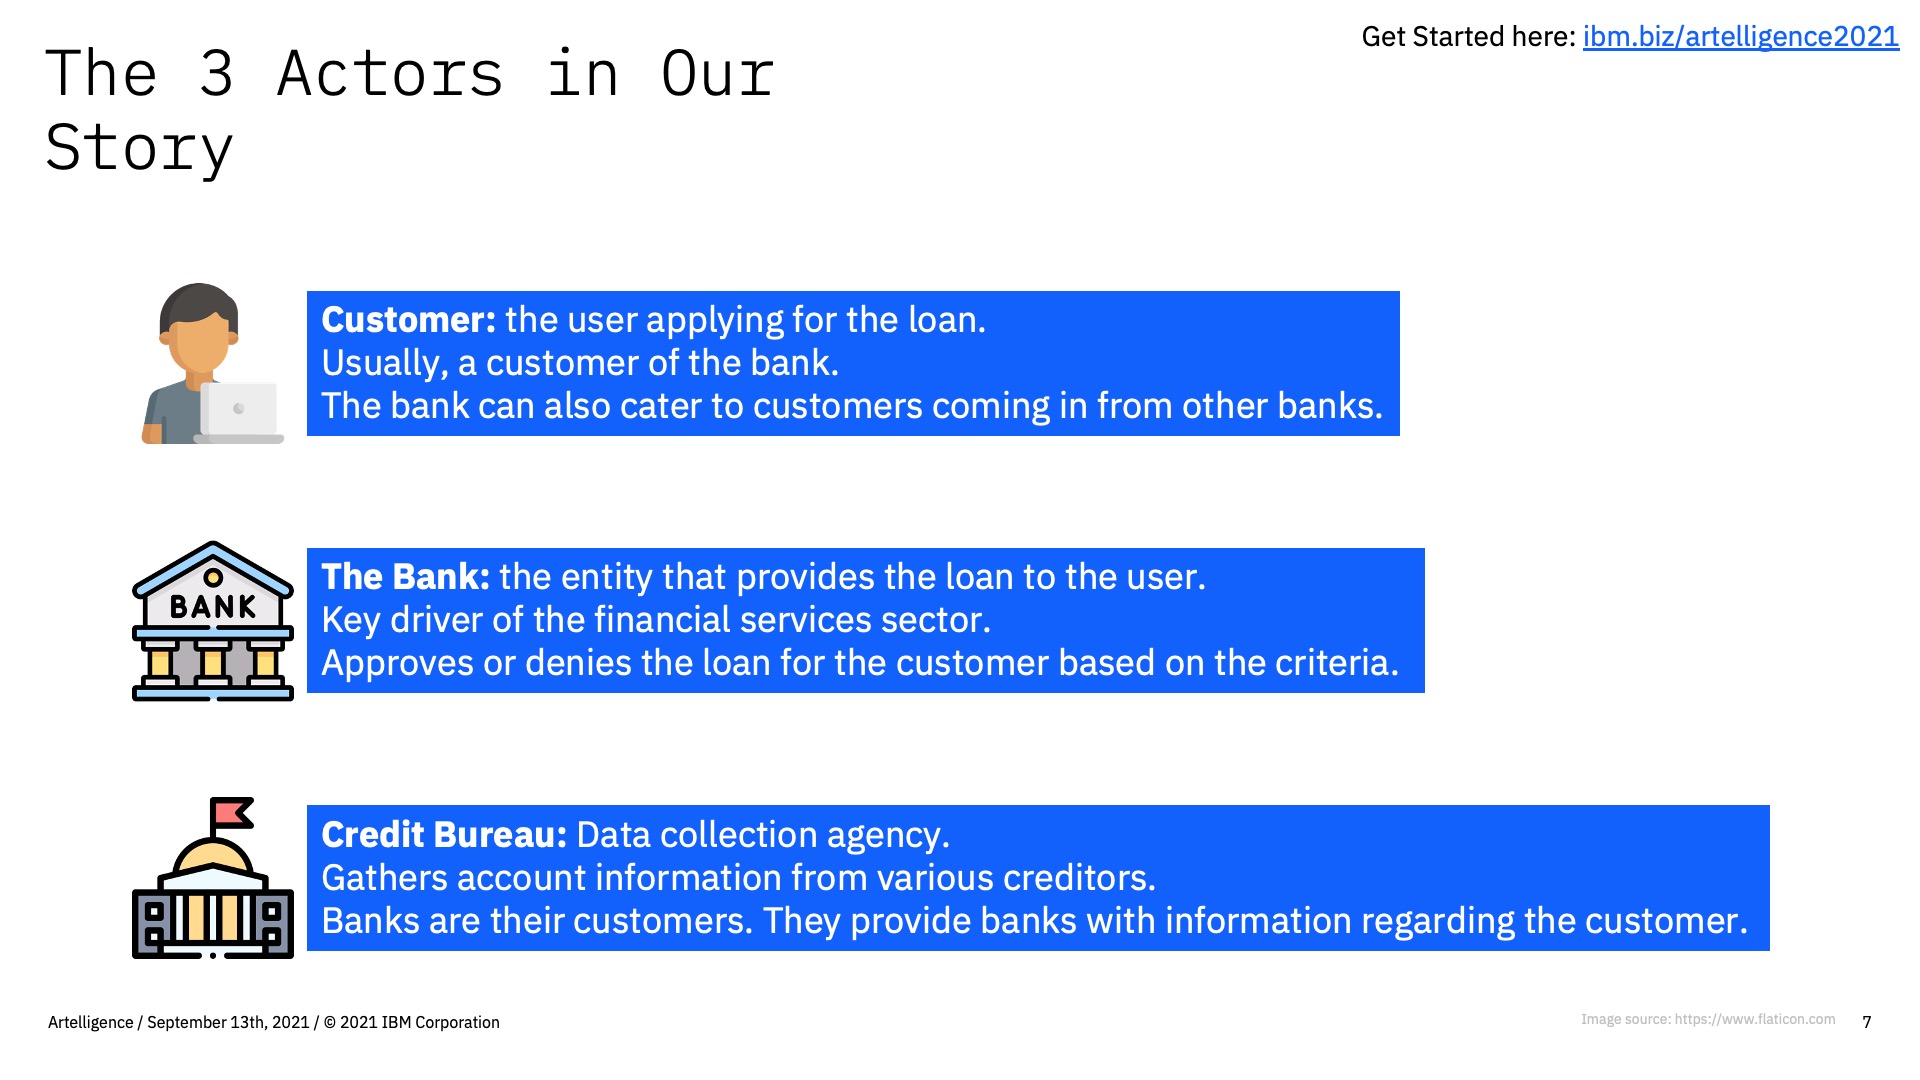 Get Started here: ibm.biz/artelligence2021
The 3 Actors in Our
Story
Customer: the user applying for the loan.
Usually, a customer of the bank.
The bank can also cater to customers coming in from other banks.
BANK
The Bank: the entity that provides the loan to the user.
Key driver of the financial services sector.
Approves or denies the loan for the customer based on the criteria.
Credit Bureau: Data collection agency.
Gathers account information from various creditors.
Banks are their customers. They provide banks with information regarding the customer.
Artelligence / September 13th, 2021 / © 2021 IBM Corporation
Image source: https://www.flaticon.com
7